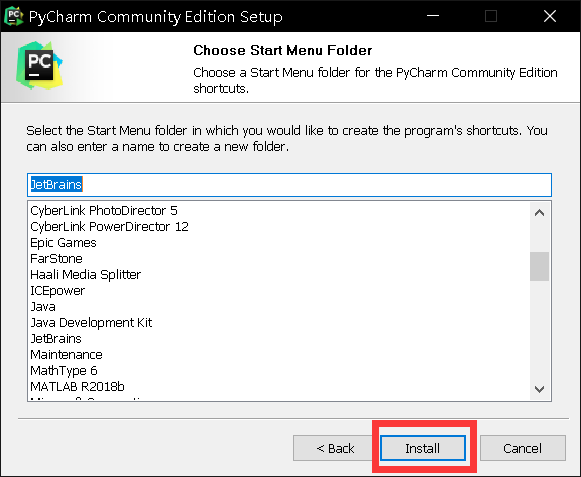 PyCharm Community Edition Setup
PC
Choose Start Menu Folder
Choose a Start Menu folder for the PyCharm Community Edition
shortcuts.
Select the Start Menu folder in which you would like to create the program's shortcuts. You
can also enter a name to create a new folder.
JetBrains
CyberLink PhotoDirector 5
CyberLink PowerDirector 12
Epic Games
FarStone
Haali Media Splitter
ICEpower
Java
Java Development Kit
JetBrains
Maintenance
MathType 6
MATLAB R2018b
< Back
Install
Cancel